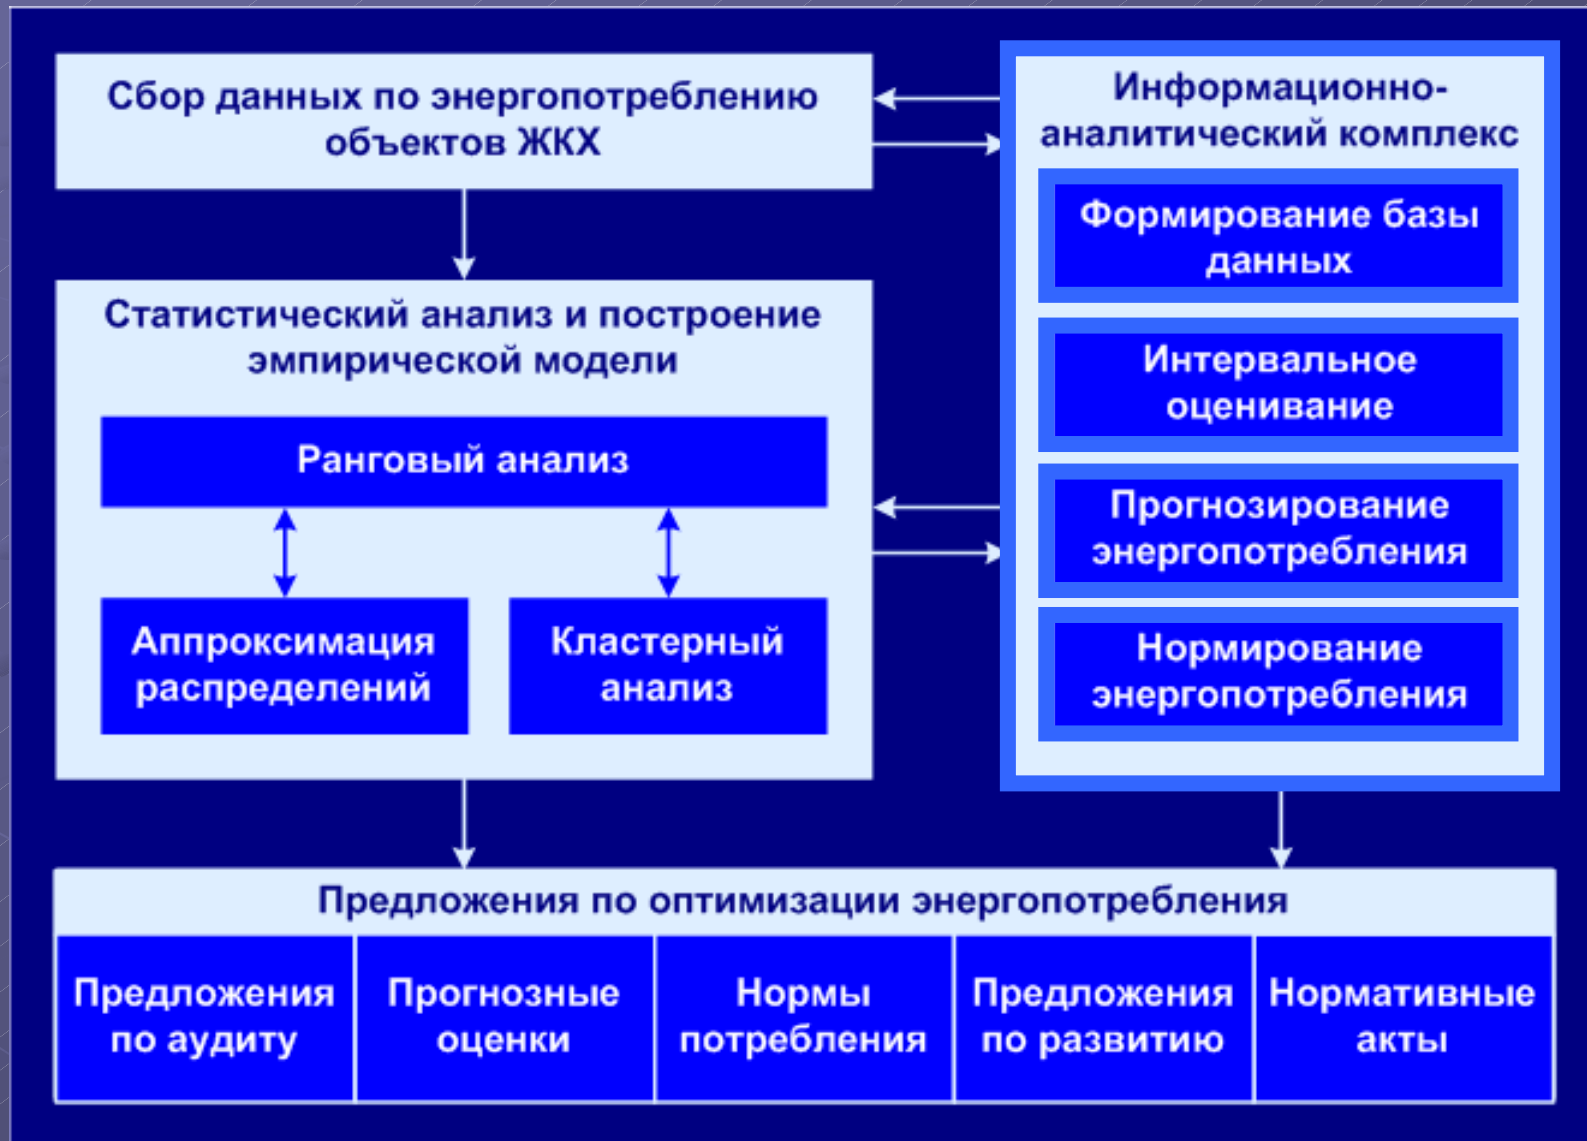 Сбор данных по энергопотреблению
объектов ЖКХ
Информационно-
аналитический комплекс
Формирование базы
данных
Интервальное
оценивание
Прогнозирование
энергопотребления
Нормирование
энергопотребления
Статистический анализ и построение
эмпирической модели
Ранговый анализ
Аппроксимация
распределений
Кластерный
анализ
Предложения по оптимизации энергопотребления
Предложения
по аудиту
Прогнозные
оценки
Нормы
потребления
Предложения
по развитию
Нормативные
акты